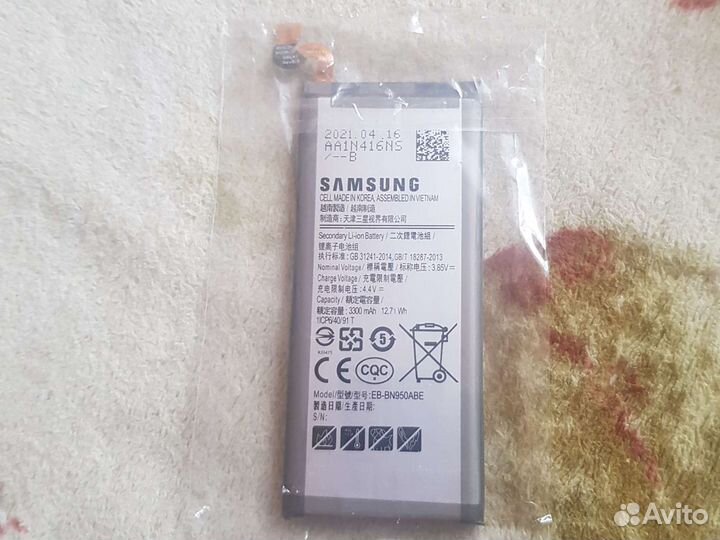 2021.04.16
AA1N416NS
/--B
SAMSUNG
CELL MADE IN KOREA, ASSEMBLED IN VIETNAM
越南製造 / 越南制造
制造商：天津三星视界有限公司
Secondary Li-ion Battery / 二次鋰電池組 /
锂离子电池组
执行标准: GB 31241-2014,GB/T 18287-2013
Nominal Voltage / 標稱電壓 / 标称电压: 3.85V⎓
Charge Voltage / 充電限制電壓 /
充电限制电压: 4.4V⎓
Capacity / 額定電容量/
额定容量: 3300 mAh 12.71 Wh
1ICP6/40/91 T
5
CE
CQC
Model/型號/型号: EB-BN950ABE
製造日期/生产日期:
S/N:
Avito